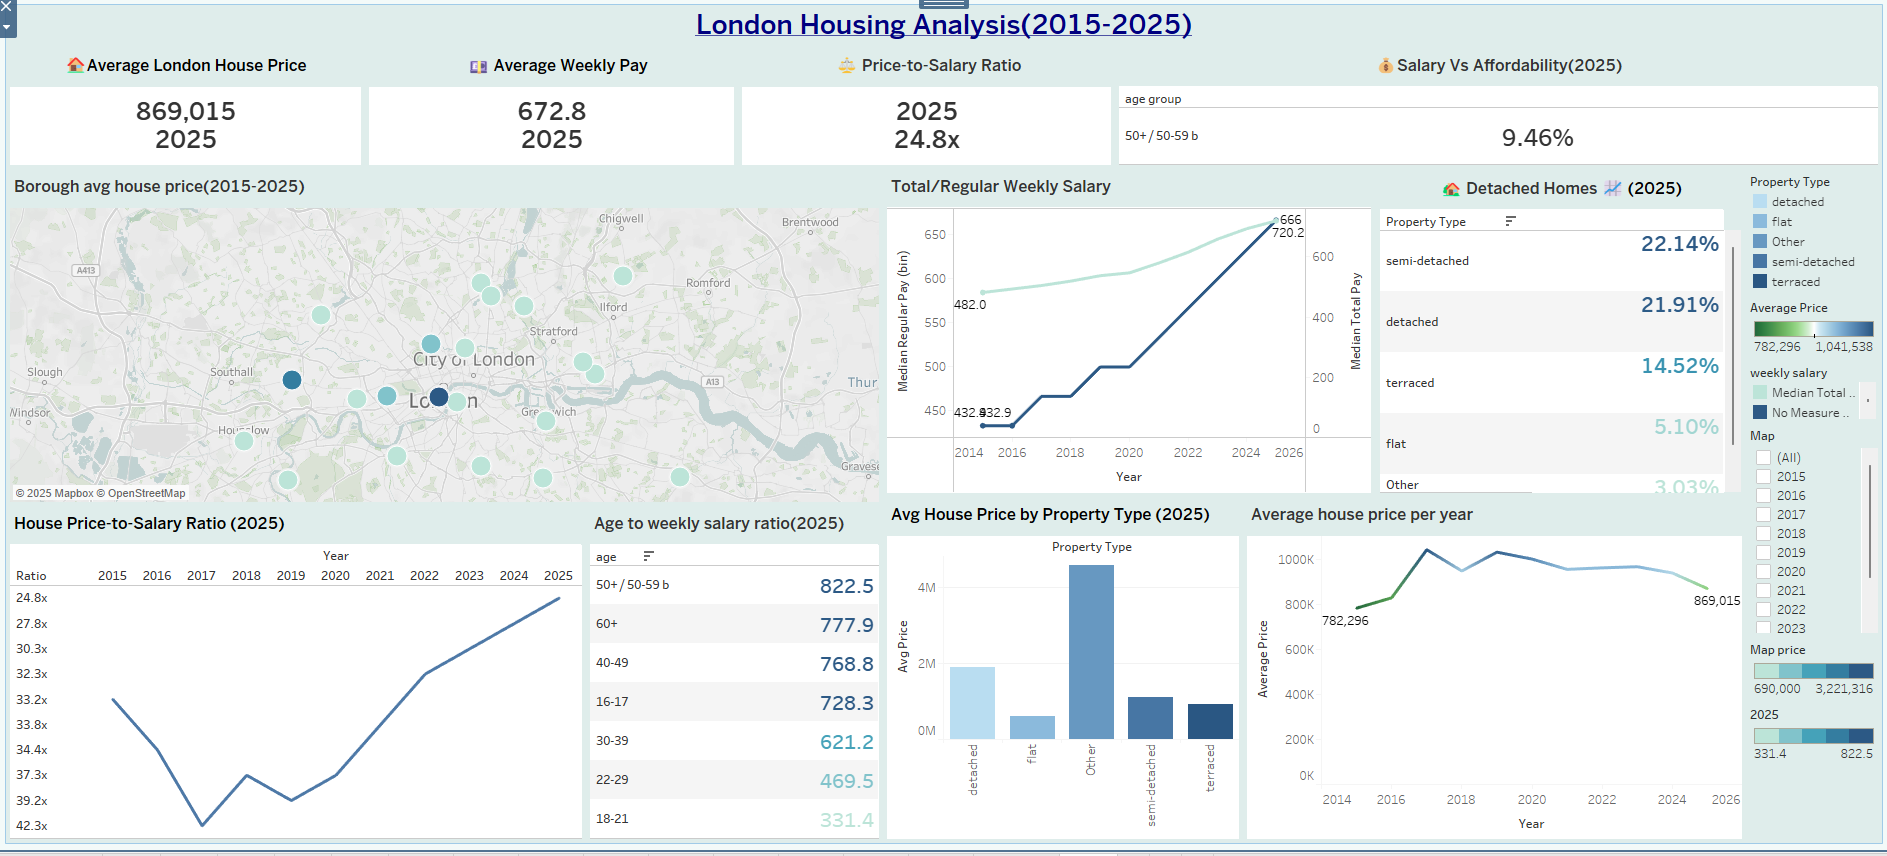 London Housing Analysis(2015-2025)
Average London House Price
Average Weekly Pay
Price-to-Salary Ratio
Salary Vs Affordability(2025)
869,015
2025
672.8
2025
2025
24.8x
age group
50+ / 50-59 b
9.46%
Borough avg house price(2015-2025)
Chigwell
Brentwood
A413
Romford
Ilford
Stratford
City of London
Slough
Southall
A13
Thur
Windsor
Greenwich
Hounslow
Gravese
© 2025 Mapbox © OpenStreetMap
Total/Regular Weekly Salary
Median Regular Pay (bin)
650
600
550
500
450
482.0
432.9
432.9
666
720.2
600
400
200
0
Median Total Pay
2014 2016 2018 2020 2022 2024 2026
Year
Detached Homes (2025)
Property Type
semi-detached 22.14%
detached 21.91%
terraced 14.52%
flat 5.10%
Other 3.03%
Property Type
detached
flat
Other
semi-detached
terraced
Average Price
782,296 1,041,538
weekly salary
Median Total ..
No Measure ..
Map
(All)
2015
2016
2017
2018
2019
2020
2021
2022
2023
Map price
690,000 3,221,316
2025
331.4 822.5
House Price-to-Salary Ratio (2025)
Year
Ratio 2015 2016 2017 2018 2019 2020 2021 2022 2023 2024 2025
24.8x
27.8x
30.3x
32.3x
33.2x
33.8x
34.4x
37.3x
39.2x
42.3x
Age to weekly salary ratio(2025)
age
50+ / 50-59 b 822.5
60+ 777.9
40-49 768.8
16-17 728.3
30-39 621.2
22-29 469.5
18-21 331.4
Avg House Price by Property Type (2025)
Property Type
Avg Price
4M
2M
0M
detached
flat
Other
semi-detached
terraced
Average house price per year
Average Price
1000K
800K
600K
400K
200K
0K
782,296
869,015
2014 2016 2018 2020 2022 2024 2026
Year